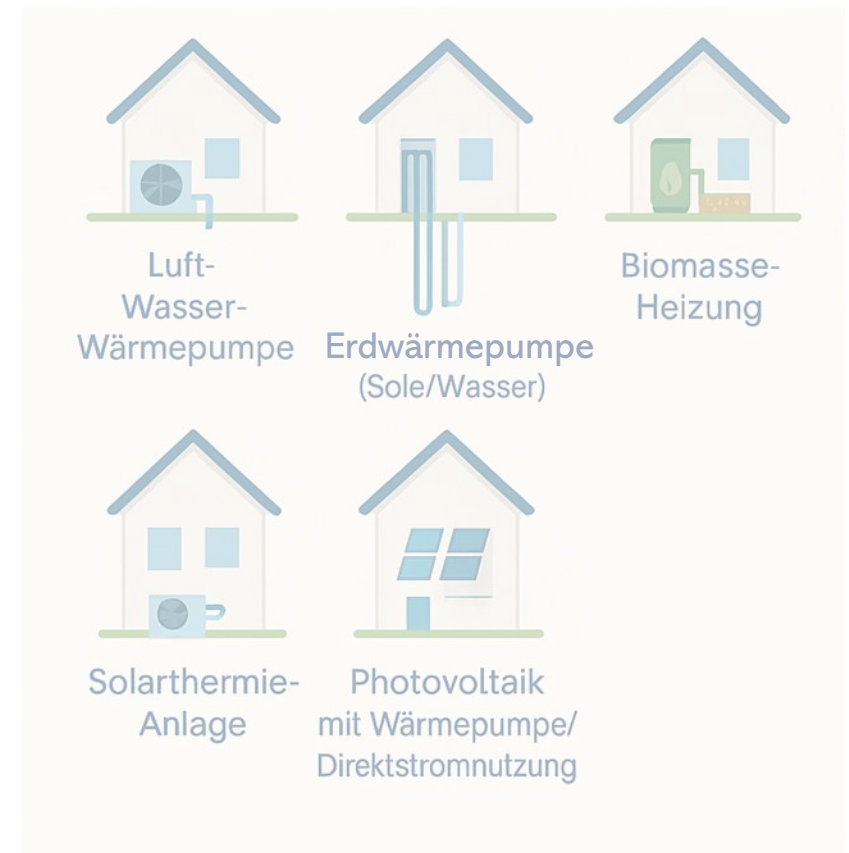 Luft-
Wasser-
Wärmepumpe
Erdwärmepumpe
(Sole/Wasser)
Biomasse-
Heizung
Solarthermie-
Anlage
Photovoltaik
mit Wärmepumpe/
Direktstromnutzung